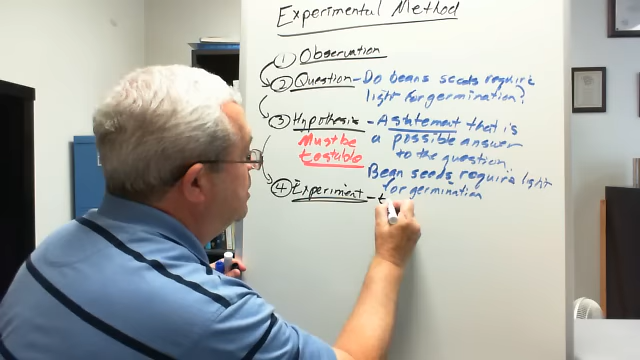 Experimental Method
① Observation
② Question - Do beans seeds require
light for germination?
③ Hypothesis - A statement that is
a possible answer
to the question
Must be
testable
Bean seeds require light
for germination
④ Experiment - t